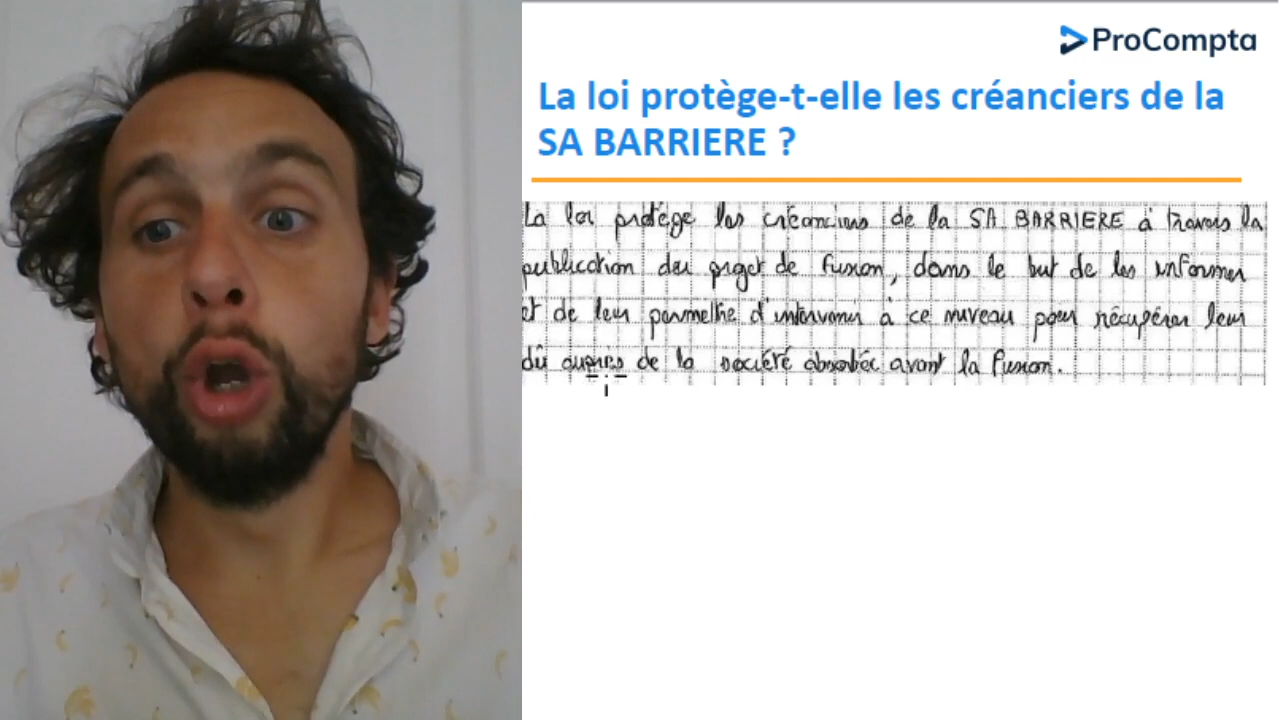 ProCompta
La loi protège-t-elle les créanciers de la
SA BARRIERE ?
La loi protège les créanciers de la SA BARRIERE à travers la
publication du projet de fusion, dans le but de les informer
et de leur permettre d'intervenir à ce niveau pour récupérer leur
dû auprès de la société absorbée avant la fusion.